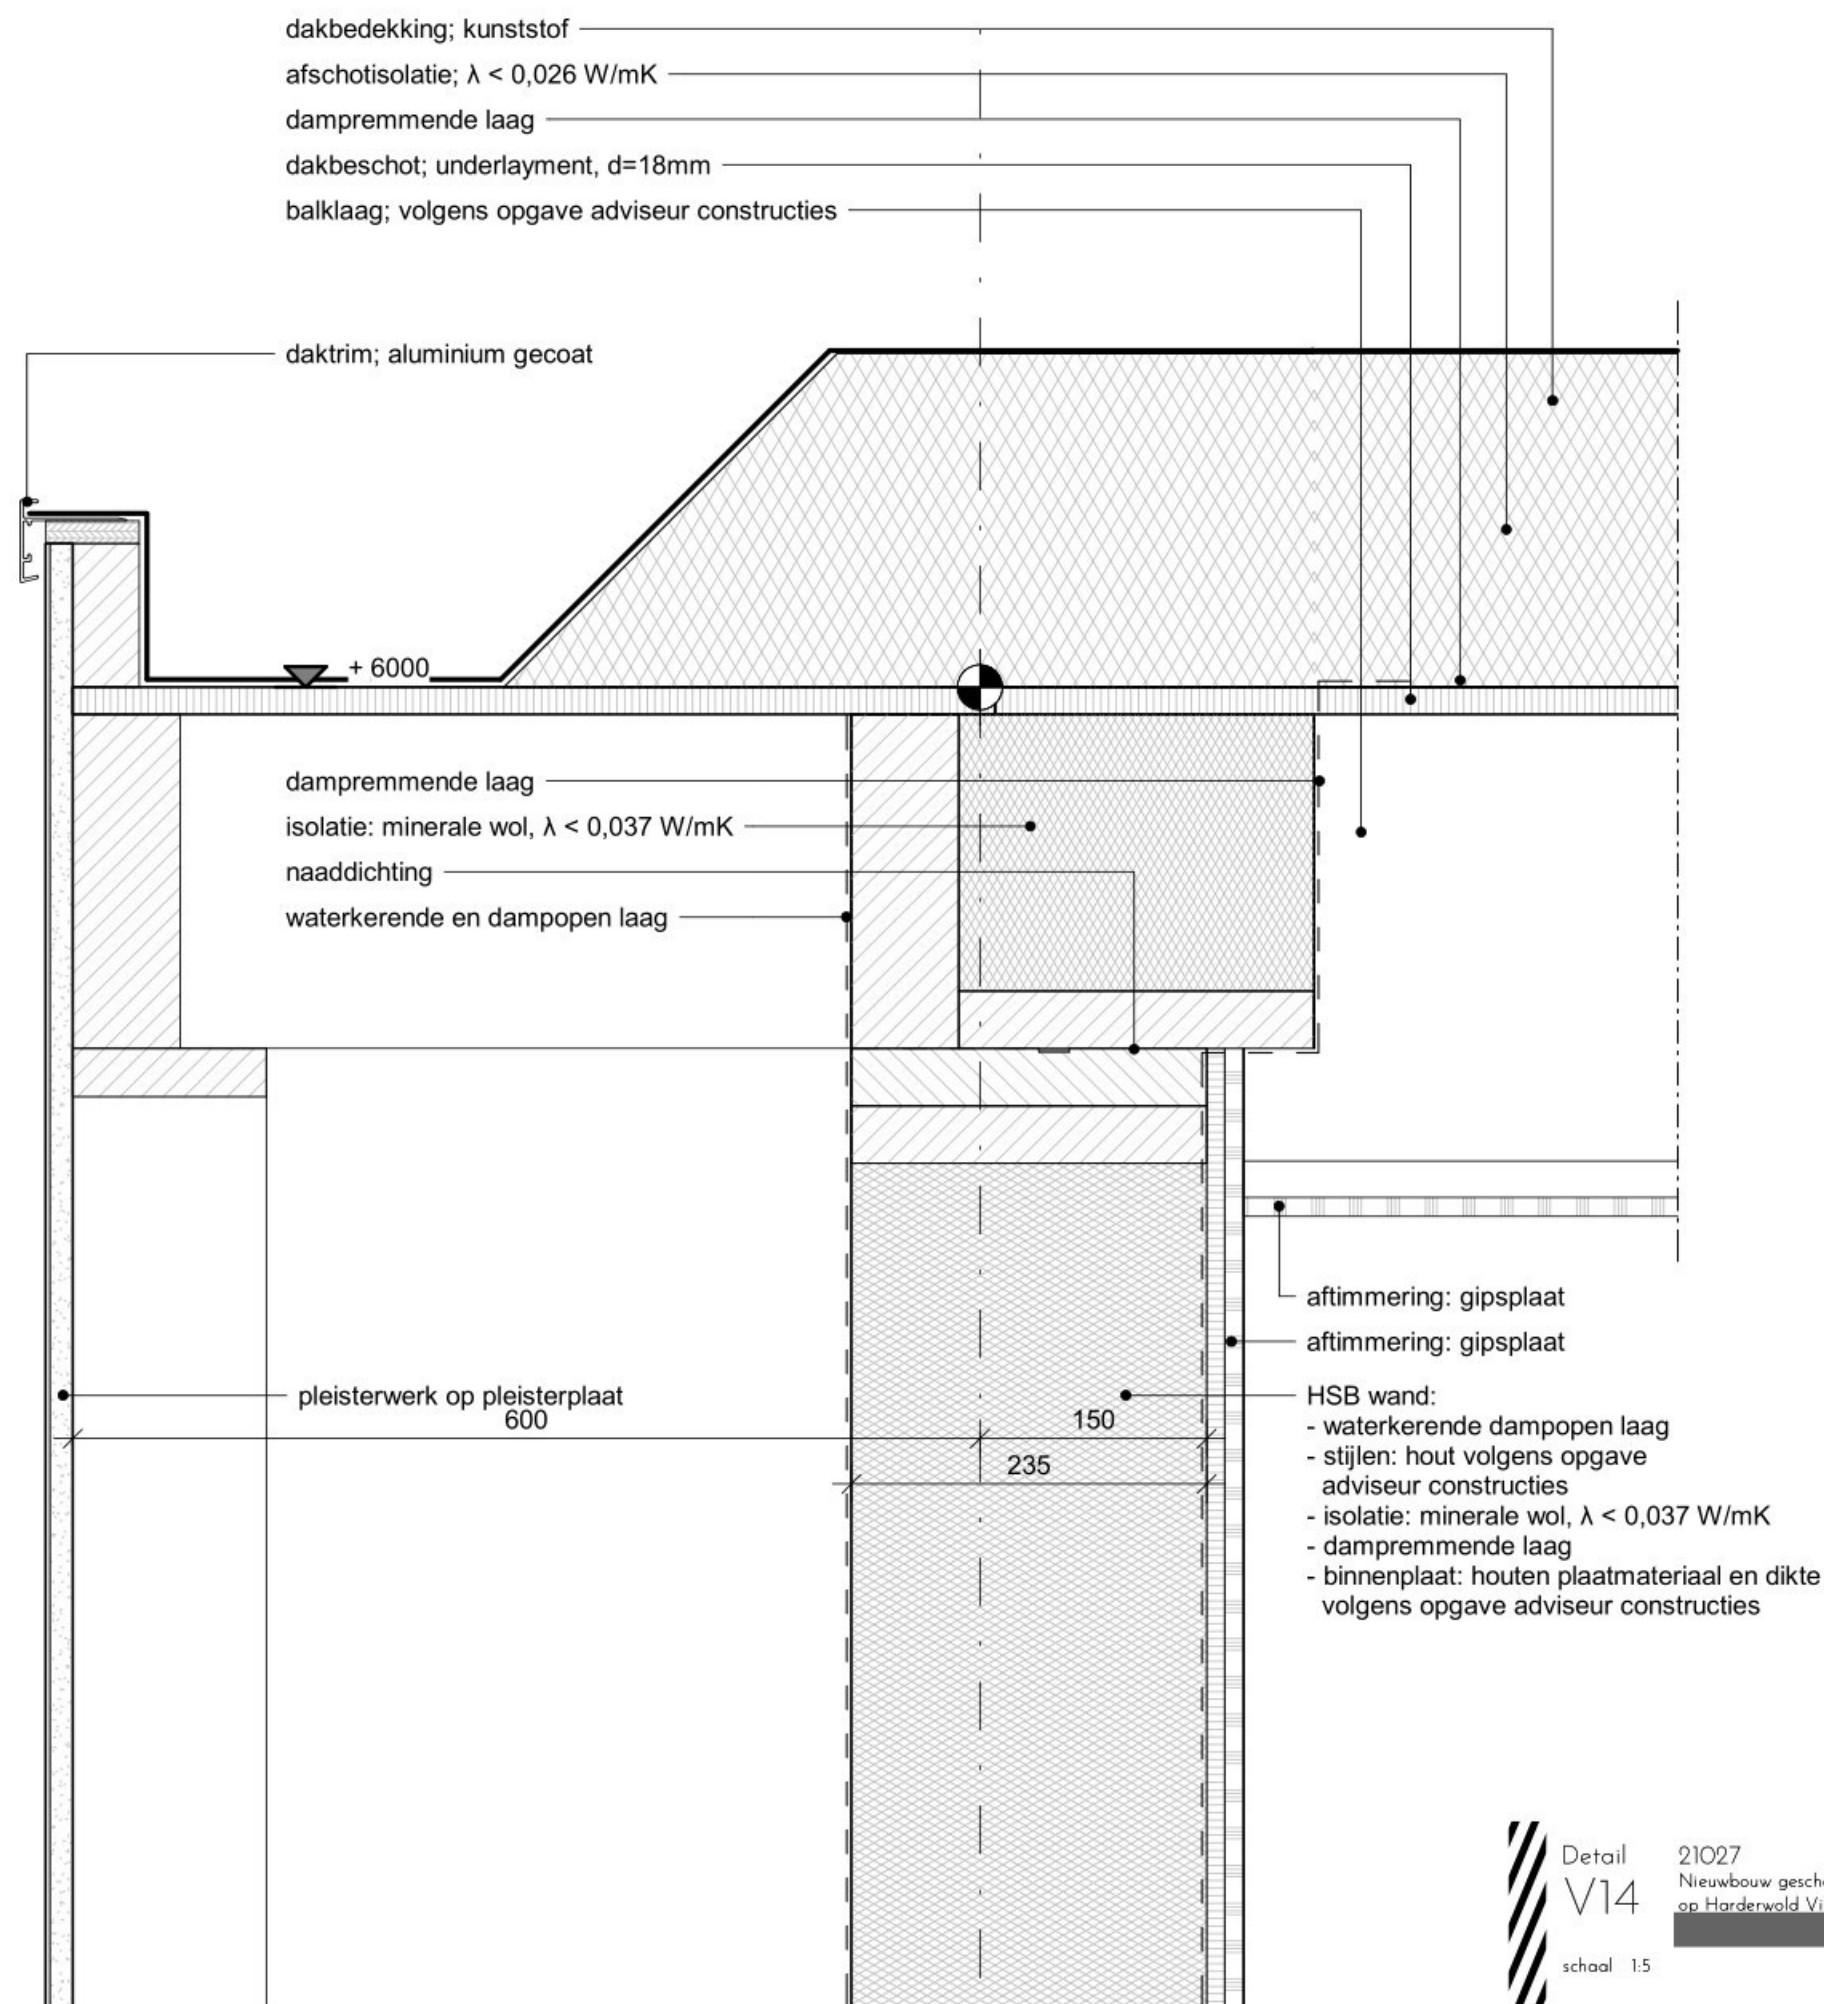 dakbedekking; kunststof
afschotisolatie; λ < 0,026 W/mK
dampremmende laag
dakbeschot; underlayment, d=18mm
balklaag; volgens opgave adviseur constructies
daktrim; aluminium gecoat
+ 6000
dampremmende laag
isolatie: minerale wol, λ < 0,037 W/mK
naaddichting
waterkerende en dampopen laag
aftimmering: gipsplaat
aftimmering: gipsplaat
pleisterwerk op pleisterplaat
600
150
235
HSB wand:
- waterkerende dampopen laag
- stijlen: hout volgens opgave
adviseur constructies
- isolatie: minerale wol, λ < 0,037 W/mK
- dampremmende laag
- binnenplaat: houten plaatmateriaal en dikte
volgens opgave adviseur constructies
Detail
V14
schaal 1:5
21027
Nieuwbouw
op Harderwold